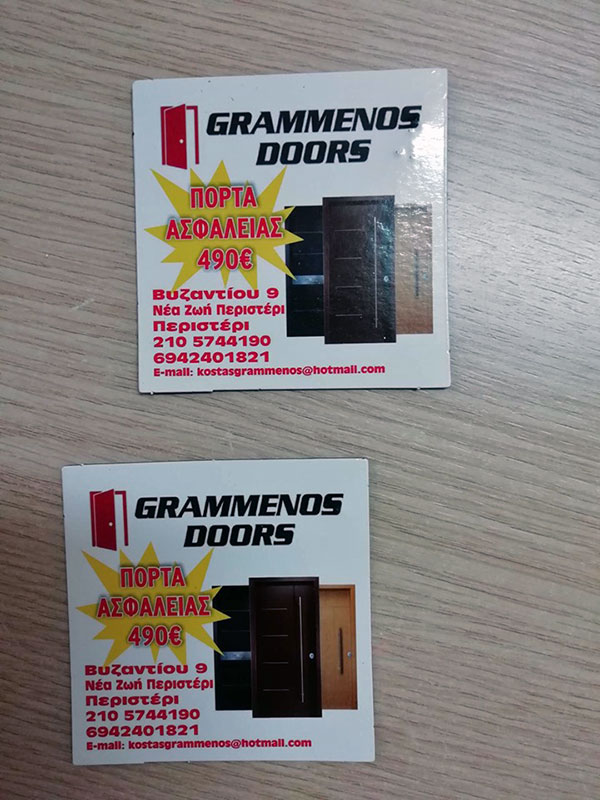 GRAMMENOS
DOORS
ΠΟΡΤΑ
ΑΣΦΑΛΕΙΑΣ
490€
Βυζαντίου 9
Νέα Ζωή Περιστέρι
Περιστέρι
210 5744190
6942401821
E-mail: kostasgrammenos@hotmail.com
GRAMMENOS
DOORS
ΠΟΡΤΑ
ΑΣΦΑΛΕΙΑΣ
490€
Βυζαντίου 9
Νέα Ζωή Περιστέρι
Περιστέρι
210 5744190
6942401821
E-mail: kostasgrammenos@hotmail.com